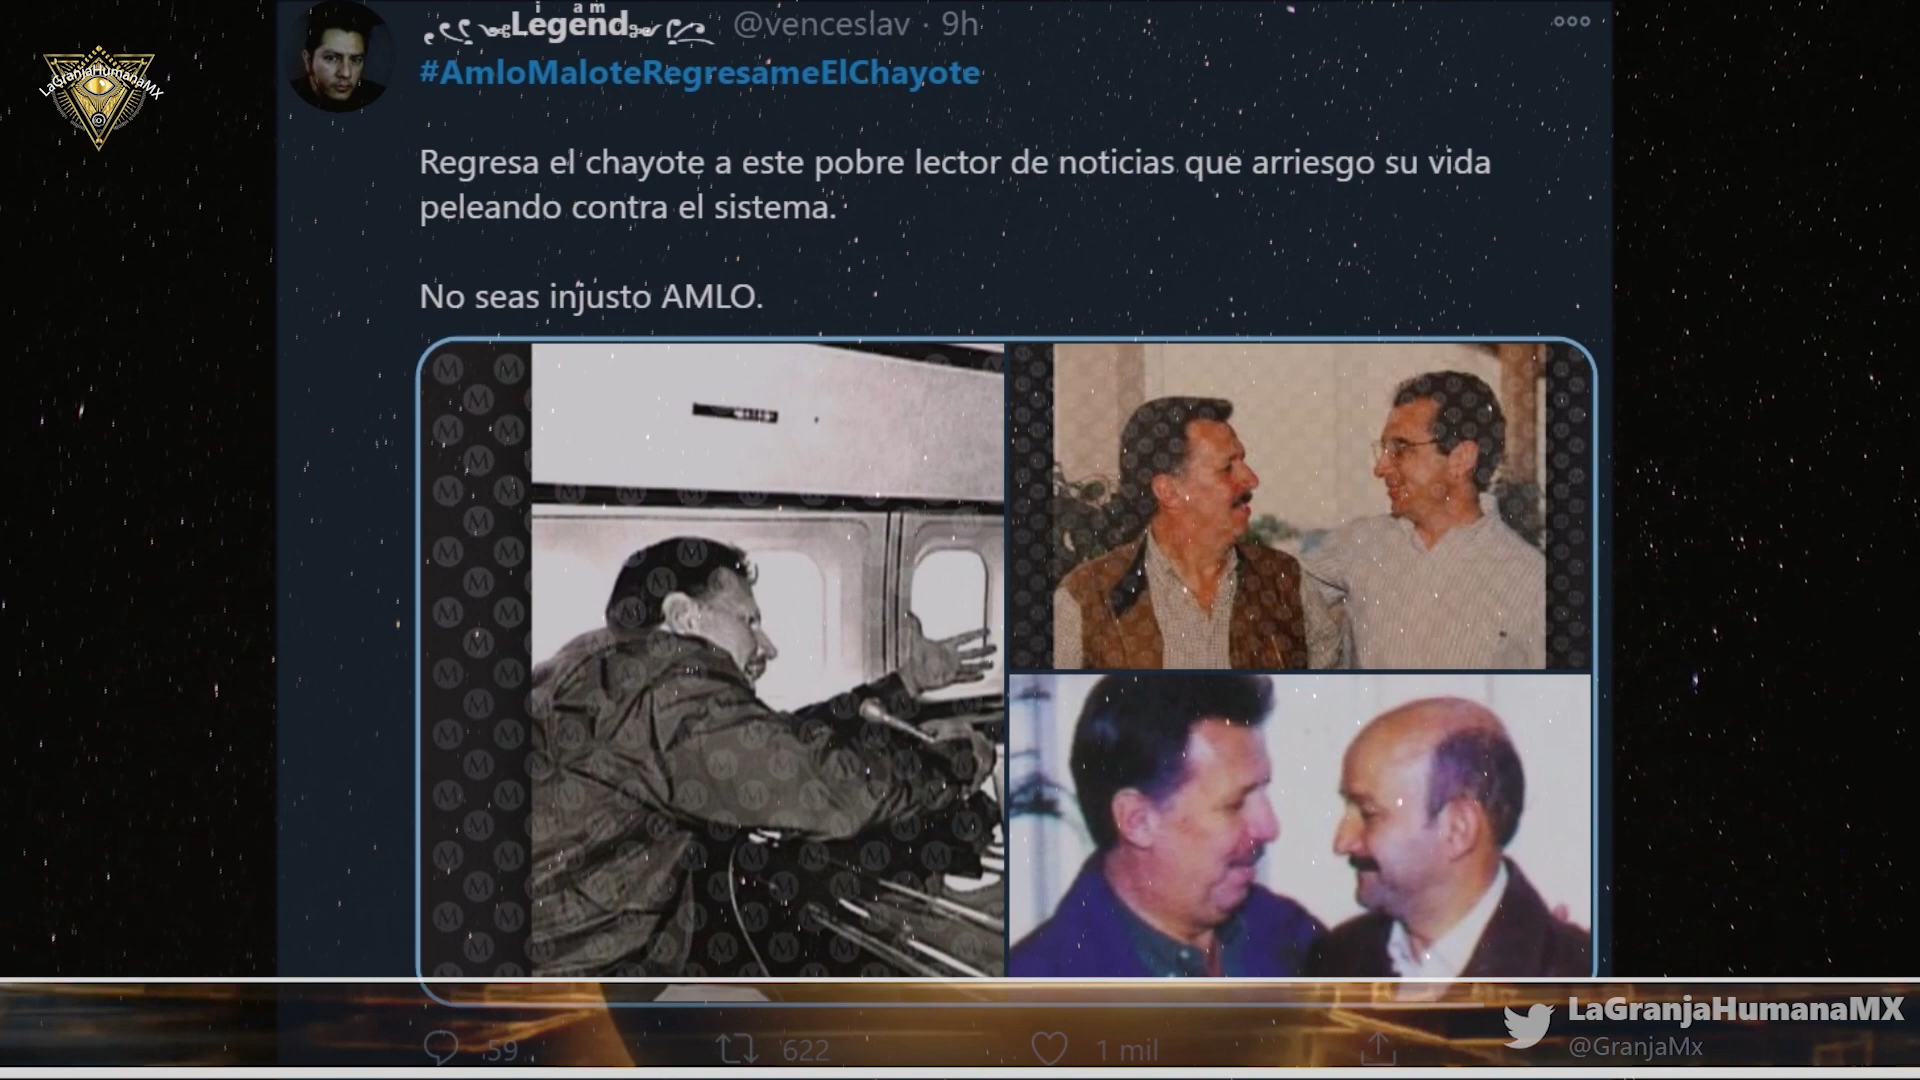 i am
Legend @venceslav · 9h
#AmloMaloteRegresameElChayote
LaGranjaHumanaMX
Regresa el chayote a este pobre lector de noticias que arriesgo su vida
peleando contra el sistema.
No seas injusto AMLO.
59
622
1 mil
LaGranjaHumanaMX
@GranjaMx